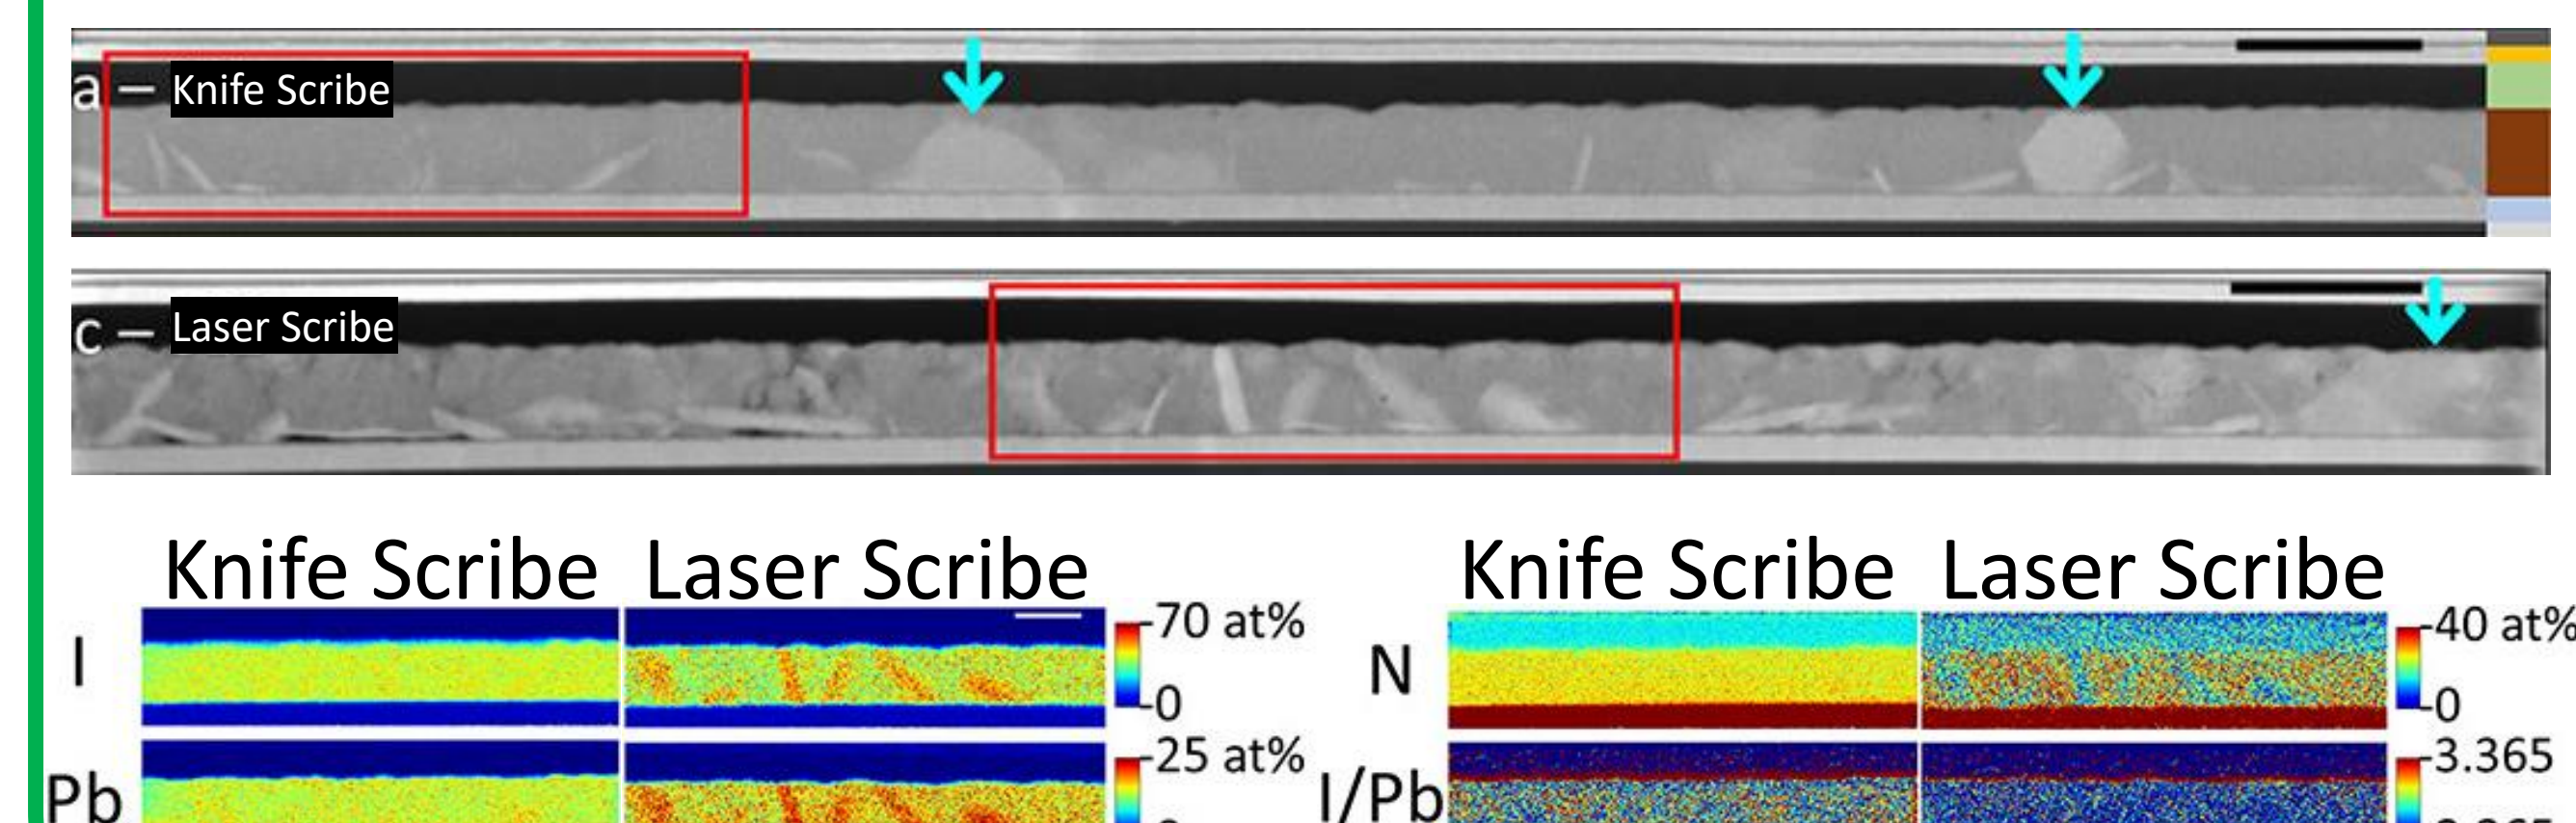 a – Knife Scribe
c – Laser Scribe
Knife Scribe Laser Scribe
Knife Scribe Laser Scribe
I
-70 at%
-0
N
-40 at%
-0
Pb
-25 at%
I/Pb
-3.365